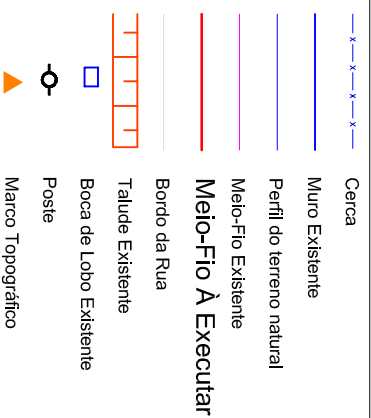 Cerca
Muro Existente
Perfil do terreno natural
Meio-Fio Existente
Meio-Fio À Executar
Bordo da Rua
Talude Existente
Boca de Lobo Existente
Poste
Marco Topográfico